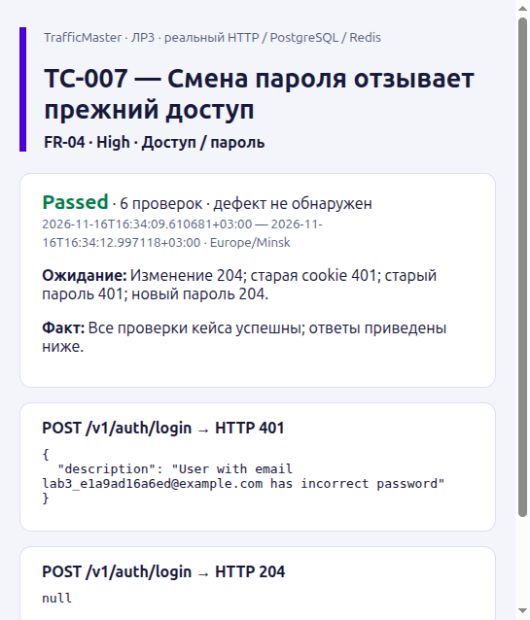 TrafficMaster · ЛР3 · реальный HTTP / PostgreSQL / Redis
TC-007 — Смена пароля отзывает
прежний доступ
FR-04 · High · Доступ / пароль
Passed · 6 проверок · дефект не обнаружен
2026-11-16T16:34:09.610681+03:00 — 2026-11-
16T16:34:12.997118+03:00 · Europe/Minsk
Ожидание: Изменение 204; старая cookie 401; старый
пароль 401; новый пароль 204.
Факт: Все проверки кейса успешны; ответы приведены
ниже.
POST /v1/auth/login → HTTP 401
{
"description": "User with email
lab3_e1a9ad16a6ed@example.com has incorrect password"
}
POST /v1/auth/login → HTTP 204
null